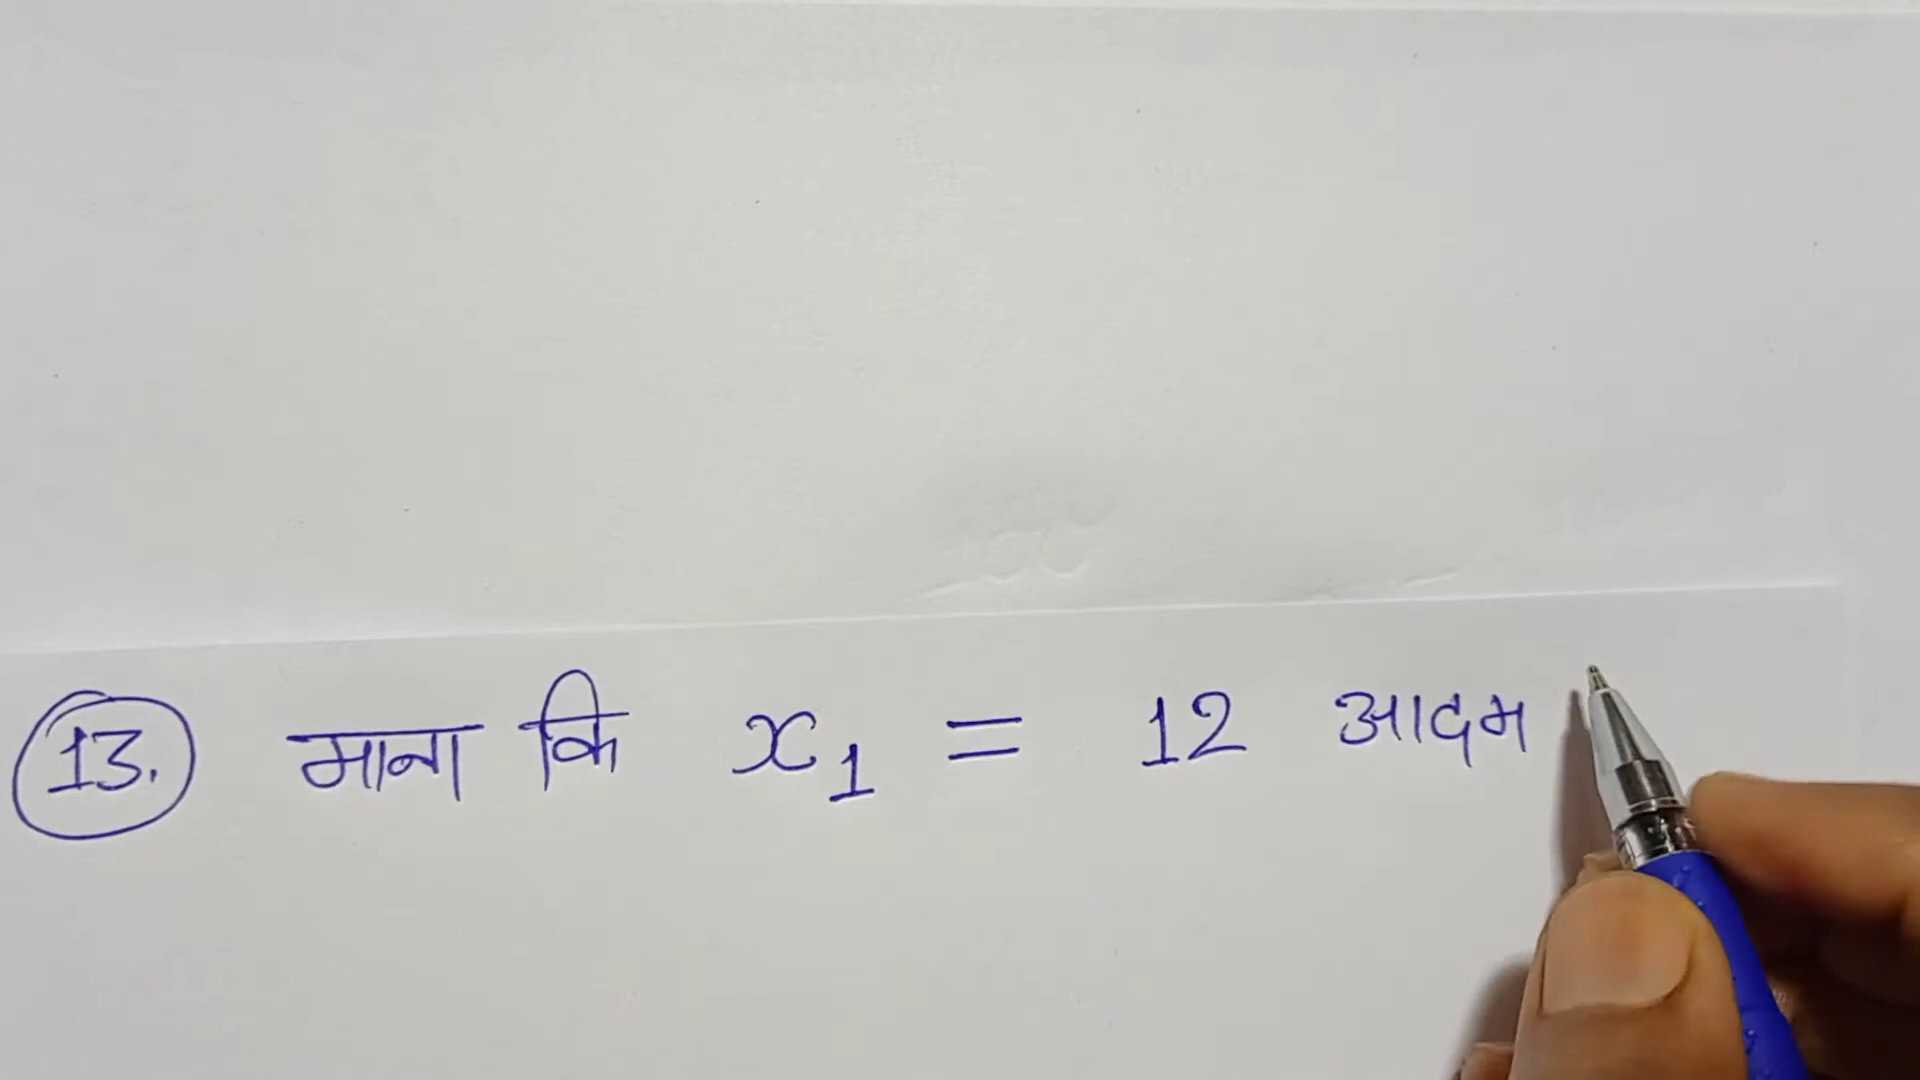 13. माना कि x₁ = 12 आदम